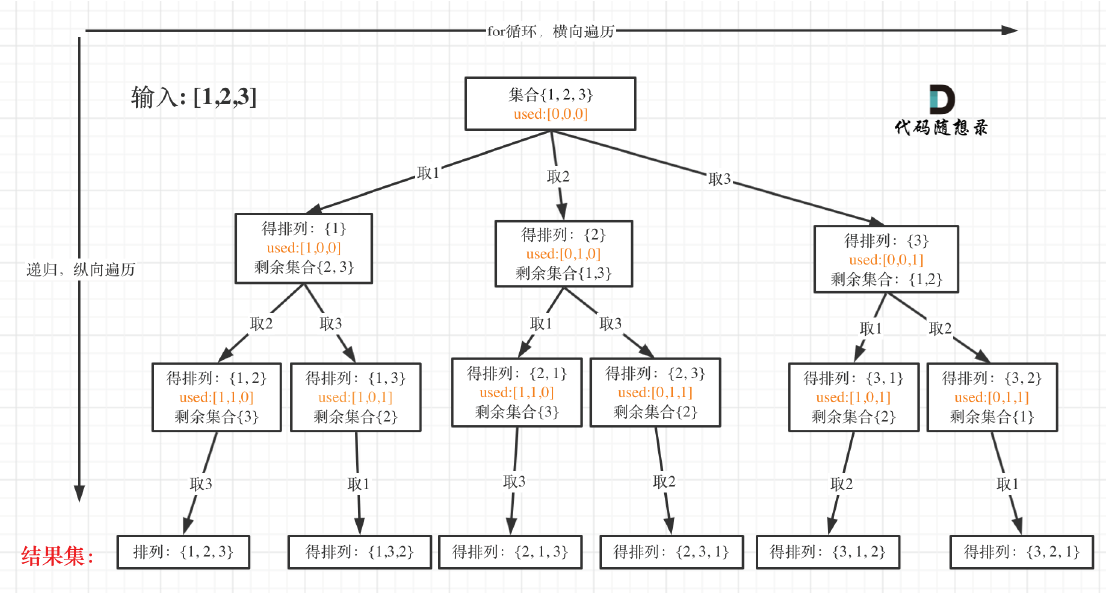 for循环，横向遍历
输入: [1,2,3]
集合{1, 2, 3}
used:[0,0,0]
代码随想录
取1
取2
取3
得排列：{1}
used:[1,0,0]
剩余集合{2, 3}
得排列：{2}
used:[0,1,0]
剩余集合{1,3}
得排列：{3}
used:[0,0,1]
剩余集合：{1,2}
递归，纵向遍历
取2
取3
取1
取3
取1
取2
得排列：{1, 2}
used:[1,1,0]
剩余集合{3}
得排列：{1, 3}
used:[1,0,1]
剩余集合{2}
得排列：{2, 1}
used:[1,1,0]
剩余集合{3}
得排列：{2, 3}
used:[0,1,1]
剩余集合{2}
得排列：{3, 1}
used:[1,0,1]
剩余集合{2}
得排列：{3, 2}
used:[0,1,1]
剩余集合{1}
取3
取1
取3
取2
取2
取1
结果集：
排列：{1, 2, 3}
得排列：{1,3,2}
得排列：{2, 1, 3}
得排列：{2, 3, 1}
得排列：{3, 1, 2}
得排列：{3, 2, 1}